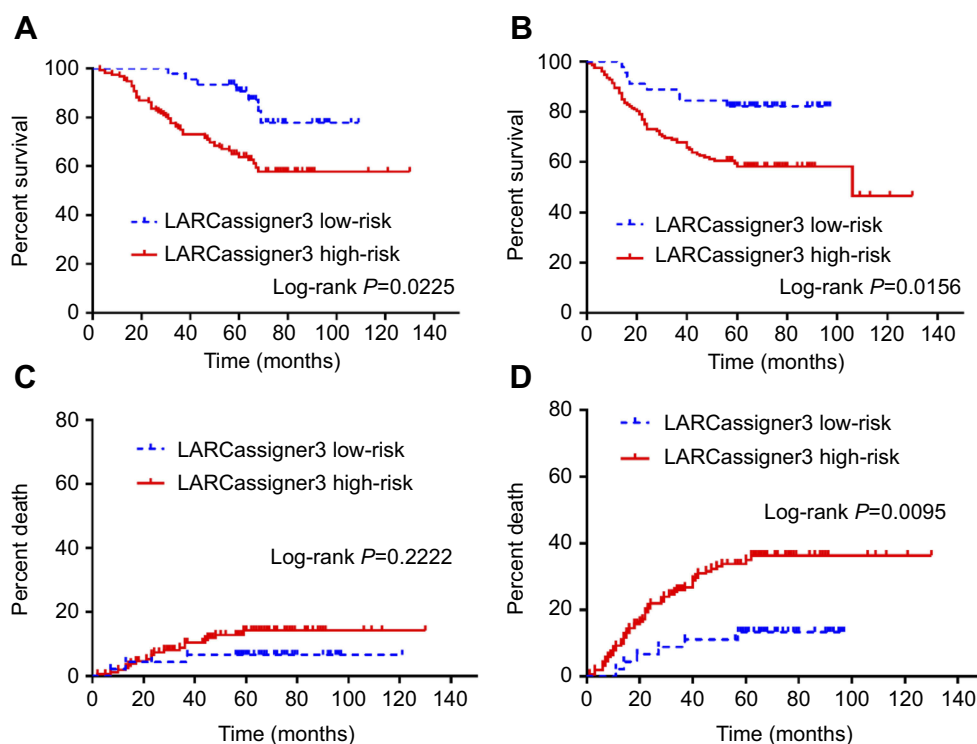 A
Percent survival
100
80
60
40
20
0
LARCassigner3 low-risk
LARCassigner3 high-risk
Log-rank P=0.0225
0 20 40 60 80 100 120 140
Time (months)
B
Percent survival
100
80
60
40
20
0
LARCassigner3 low-risk
LARCassigner3 high-risk
Log-rank P=0.0156
0 20 40 60 80 100 120 140
Time (months)
C
Percent death
80
60
40
20
0
LARCassigner3 low-risk
LARCassigner3 high-risk
Log-rank P=0.2222
0 20 40 60 80 100 120 140
Time (months)
D
Percent death
80
60
40
20
0
LARCassigner3 low-risk
LARCassigner3 high-risk
Log-rank P=0.0095
0 20 40 60 80 100 120 140
Time (months)